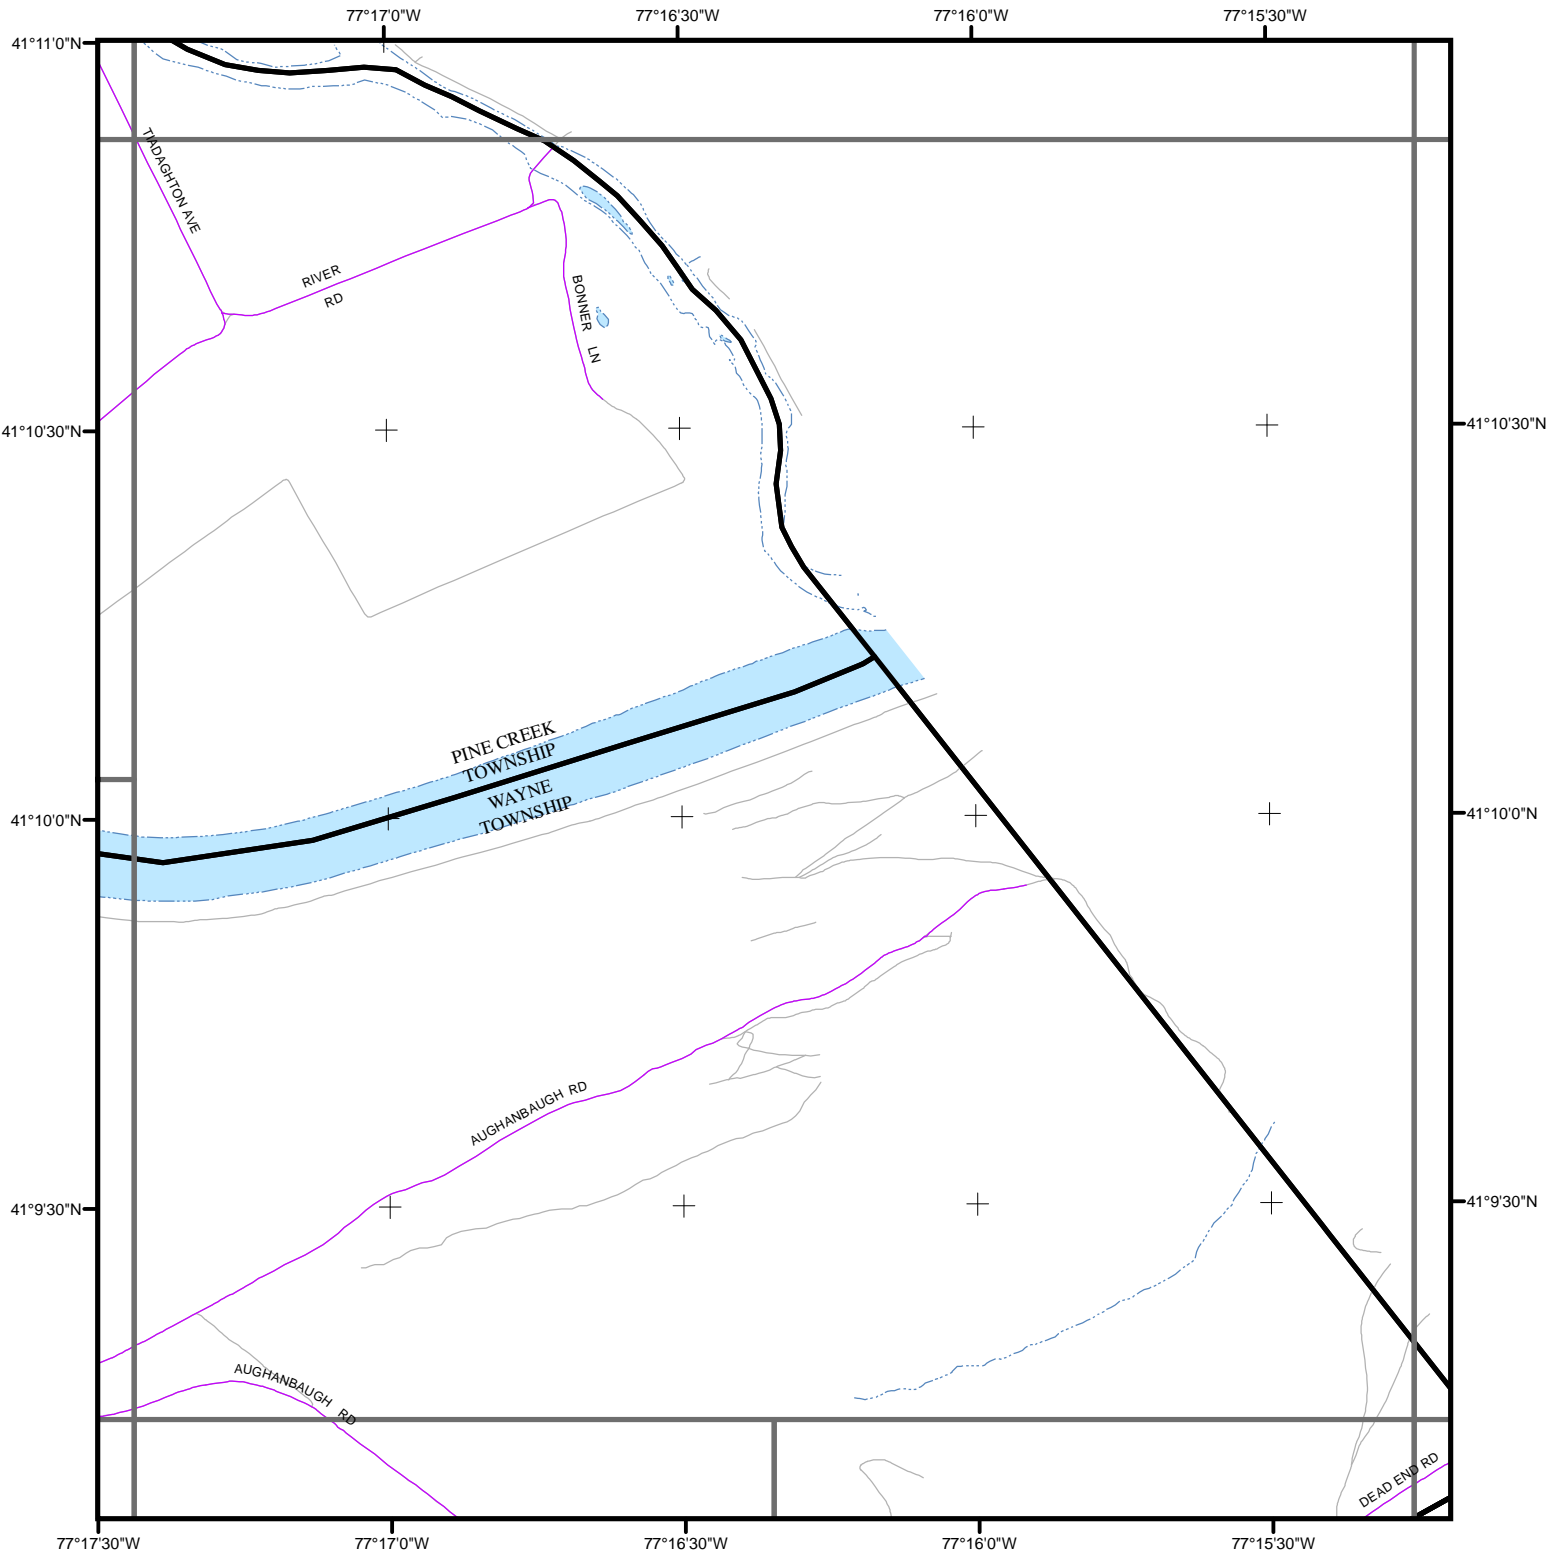 77°17'0"W
77°16'30"W
77°16'0"W
77°15'30"W
41°11'0"N
TIADAGHTON AVE
RIVER
RD
BONNER LN
41°10'30"N
41°10'30"N
PINE CREEK
TOWNSHIP
WAYNE
TOWNSHIP
41°10'0"N
41°10'0"N
AUGHANBAUGH RD
41°9'30"N
41°9'30"N
AUGHANBAUGH RD
DEAD END RD
77°17'30"W
77°17'0"W
77°16'30"W
77°16'0"W
77°15'30"W